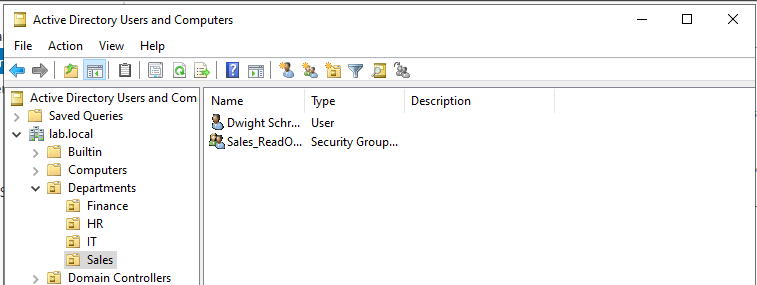 Active Directory Users and Computers
File Action View Help
Active Directory Users and Com
Saved Queries
lab.local
Builtin
Computers
Departments
Finance
HR
IT
Sales
Domain Controllers
Name Type Description
Dwight Schr... User
Sales_ReadO... Security Group...